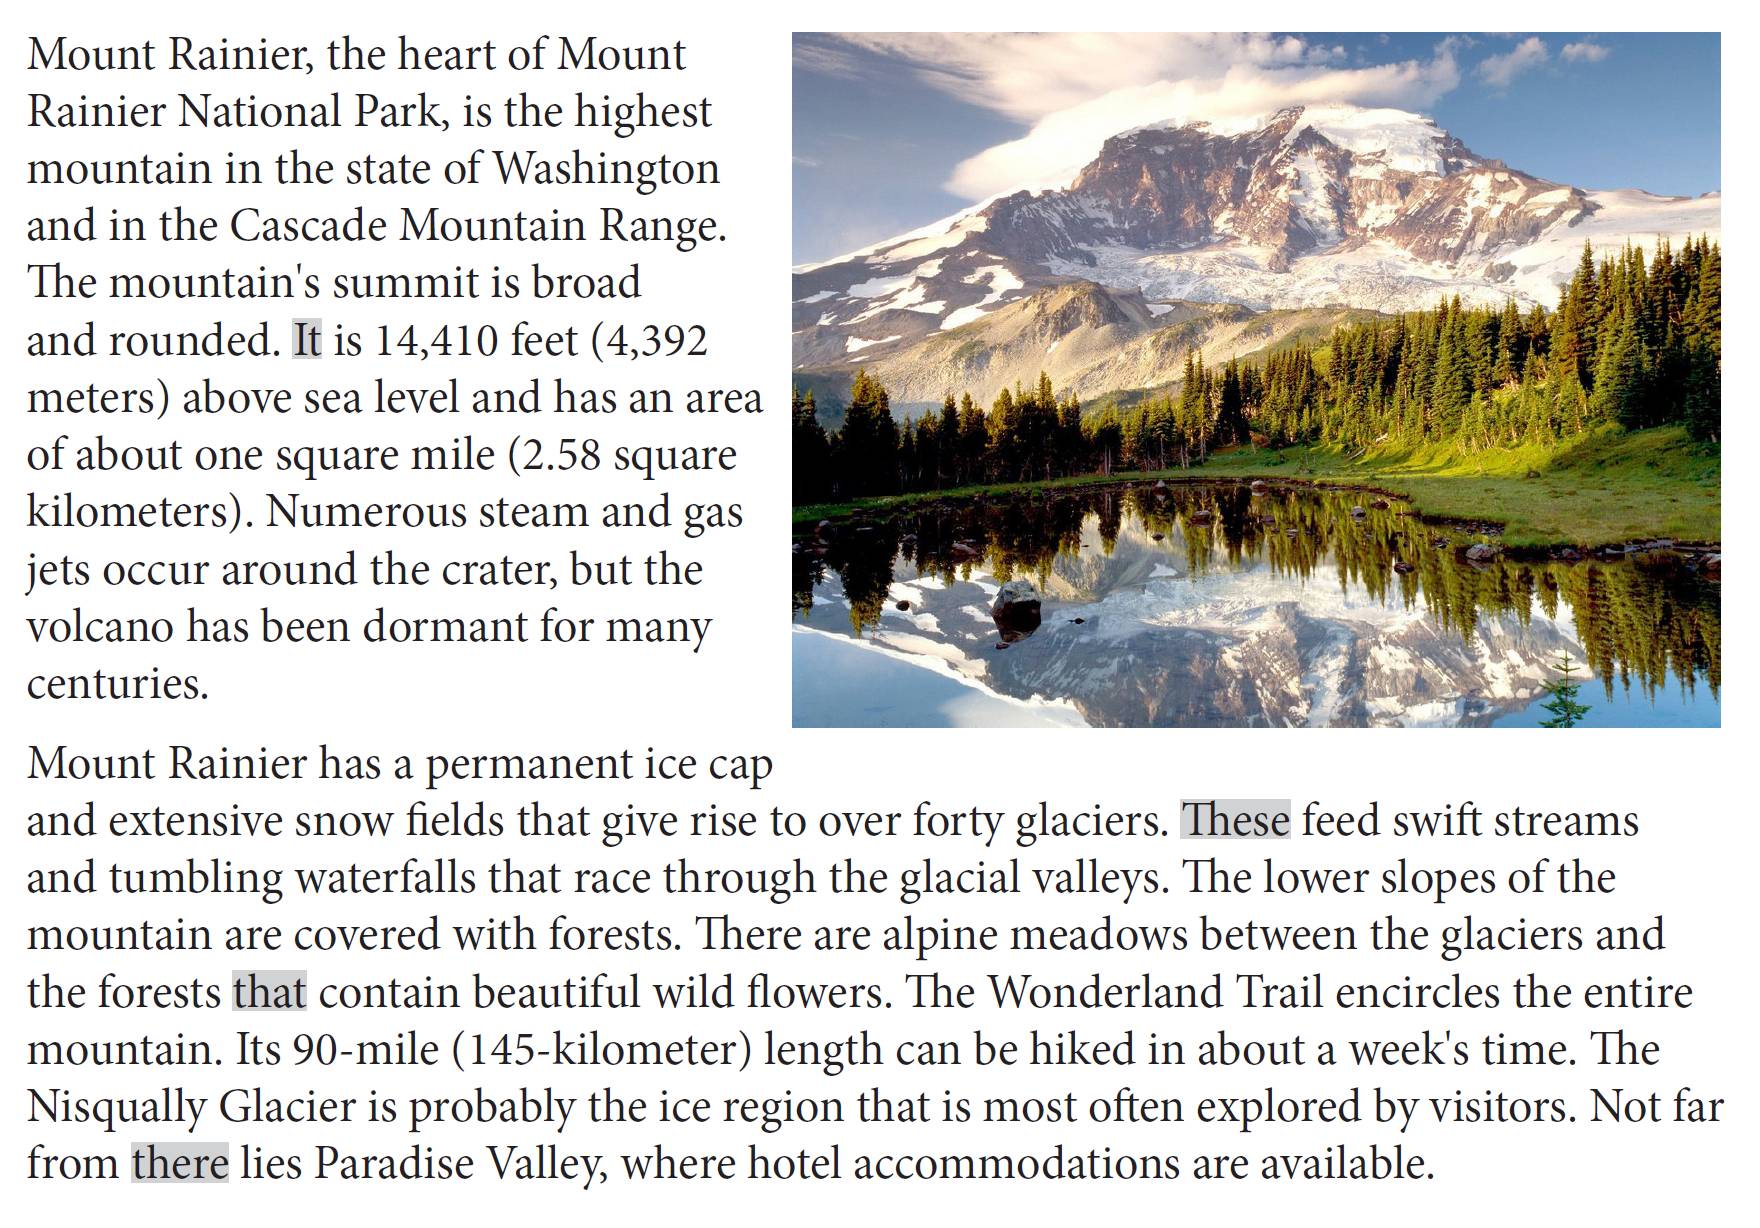 Mount Rainier, the heart of Mount
Rainier National Park, is the highest
mountain in the state of Washington
and in the Cascade Mountain Range.
The mountain's summit is broad
and rounded. It is 14,410 feet (4,392
meters) above sea level and has an area
of about one square mile (2.58 square
kilometers). Numerous steam and gas
jets occur around the crater, but the
volcano has been dormant for many
centuries.
Mount Rainier has a permanent ice cap
and extensive snow fields that give rise to over forty glaciers. These feed swift streams
and tumbling waterfalls that race through the glacial valleys. The lower slopes of the
mountain are covered with forests. There are alpine meadows between the glaciers and
the forests that contain beautiful wild flowers. The Wonderland Trail encircles the entire
mountain. Its 90-mile (145-kilometer) length can be hiked in about a week's time. The
Nisqually Glacier is probably the ice region that is most often explored by visitors. Not far
from there lies Paradise Valley, where hotel accommodations are available.